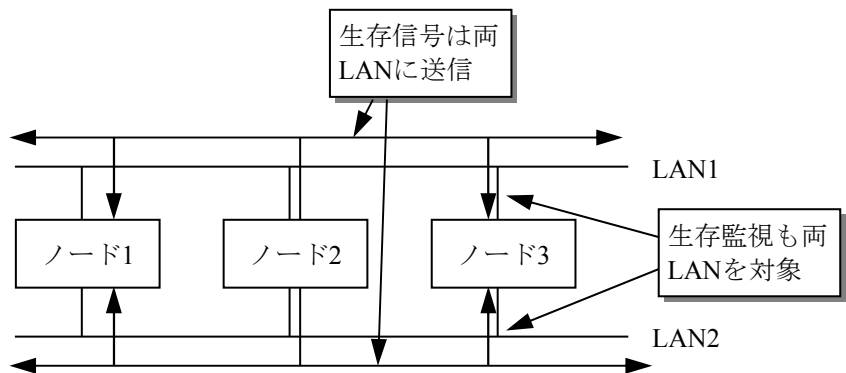 生存信号は両
LANに送信
LAN1
ノード1
ノード2
ノード3
生存監視も両
LANを対象
LAN2